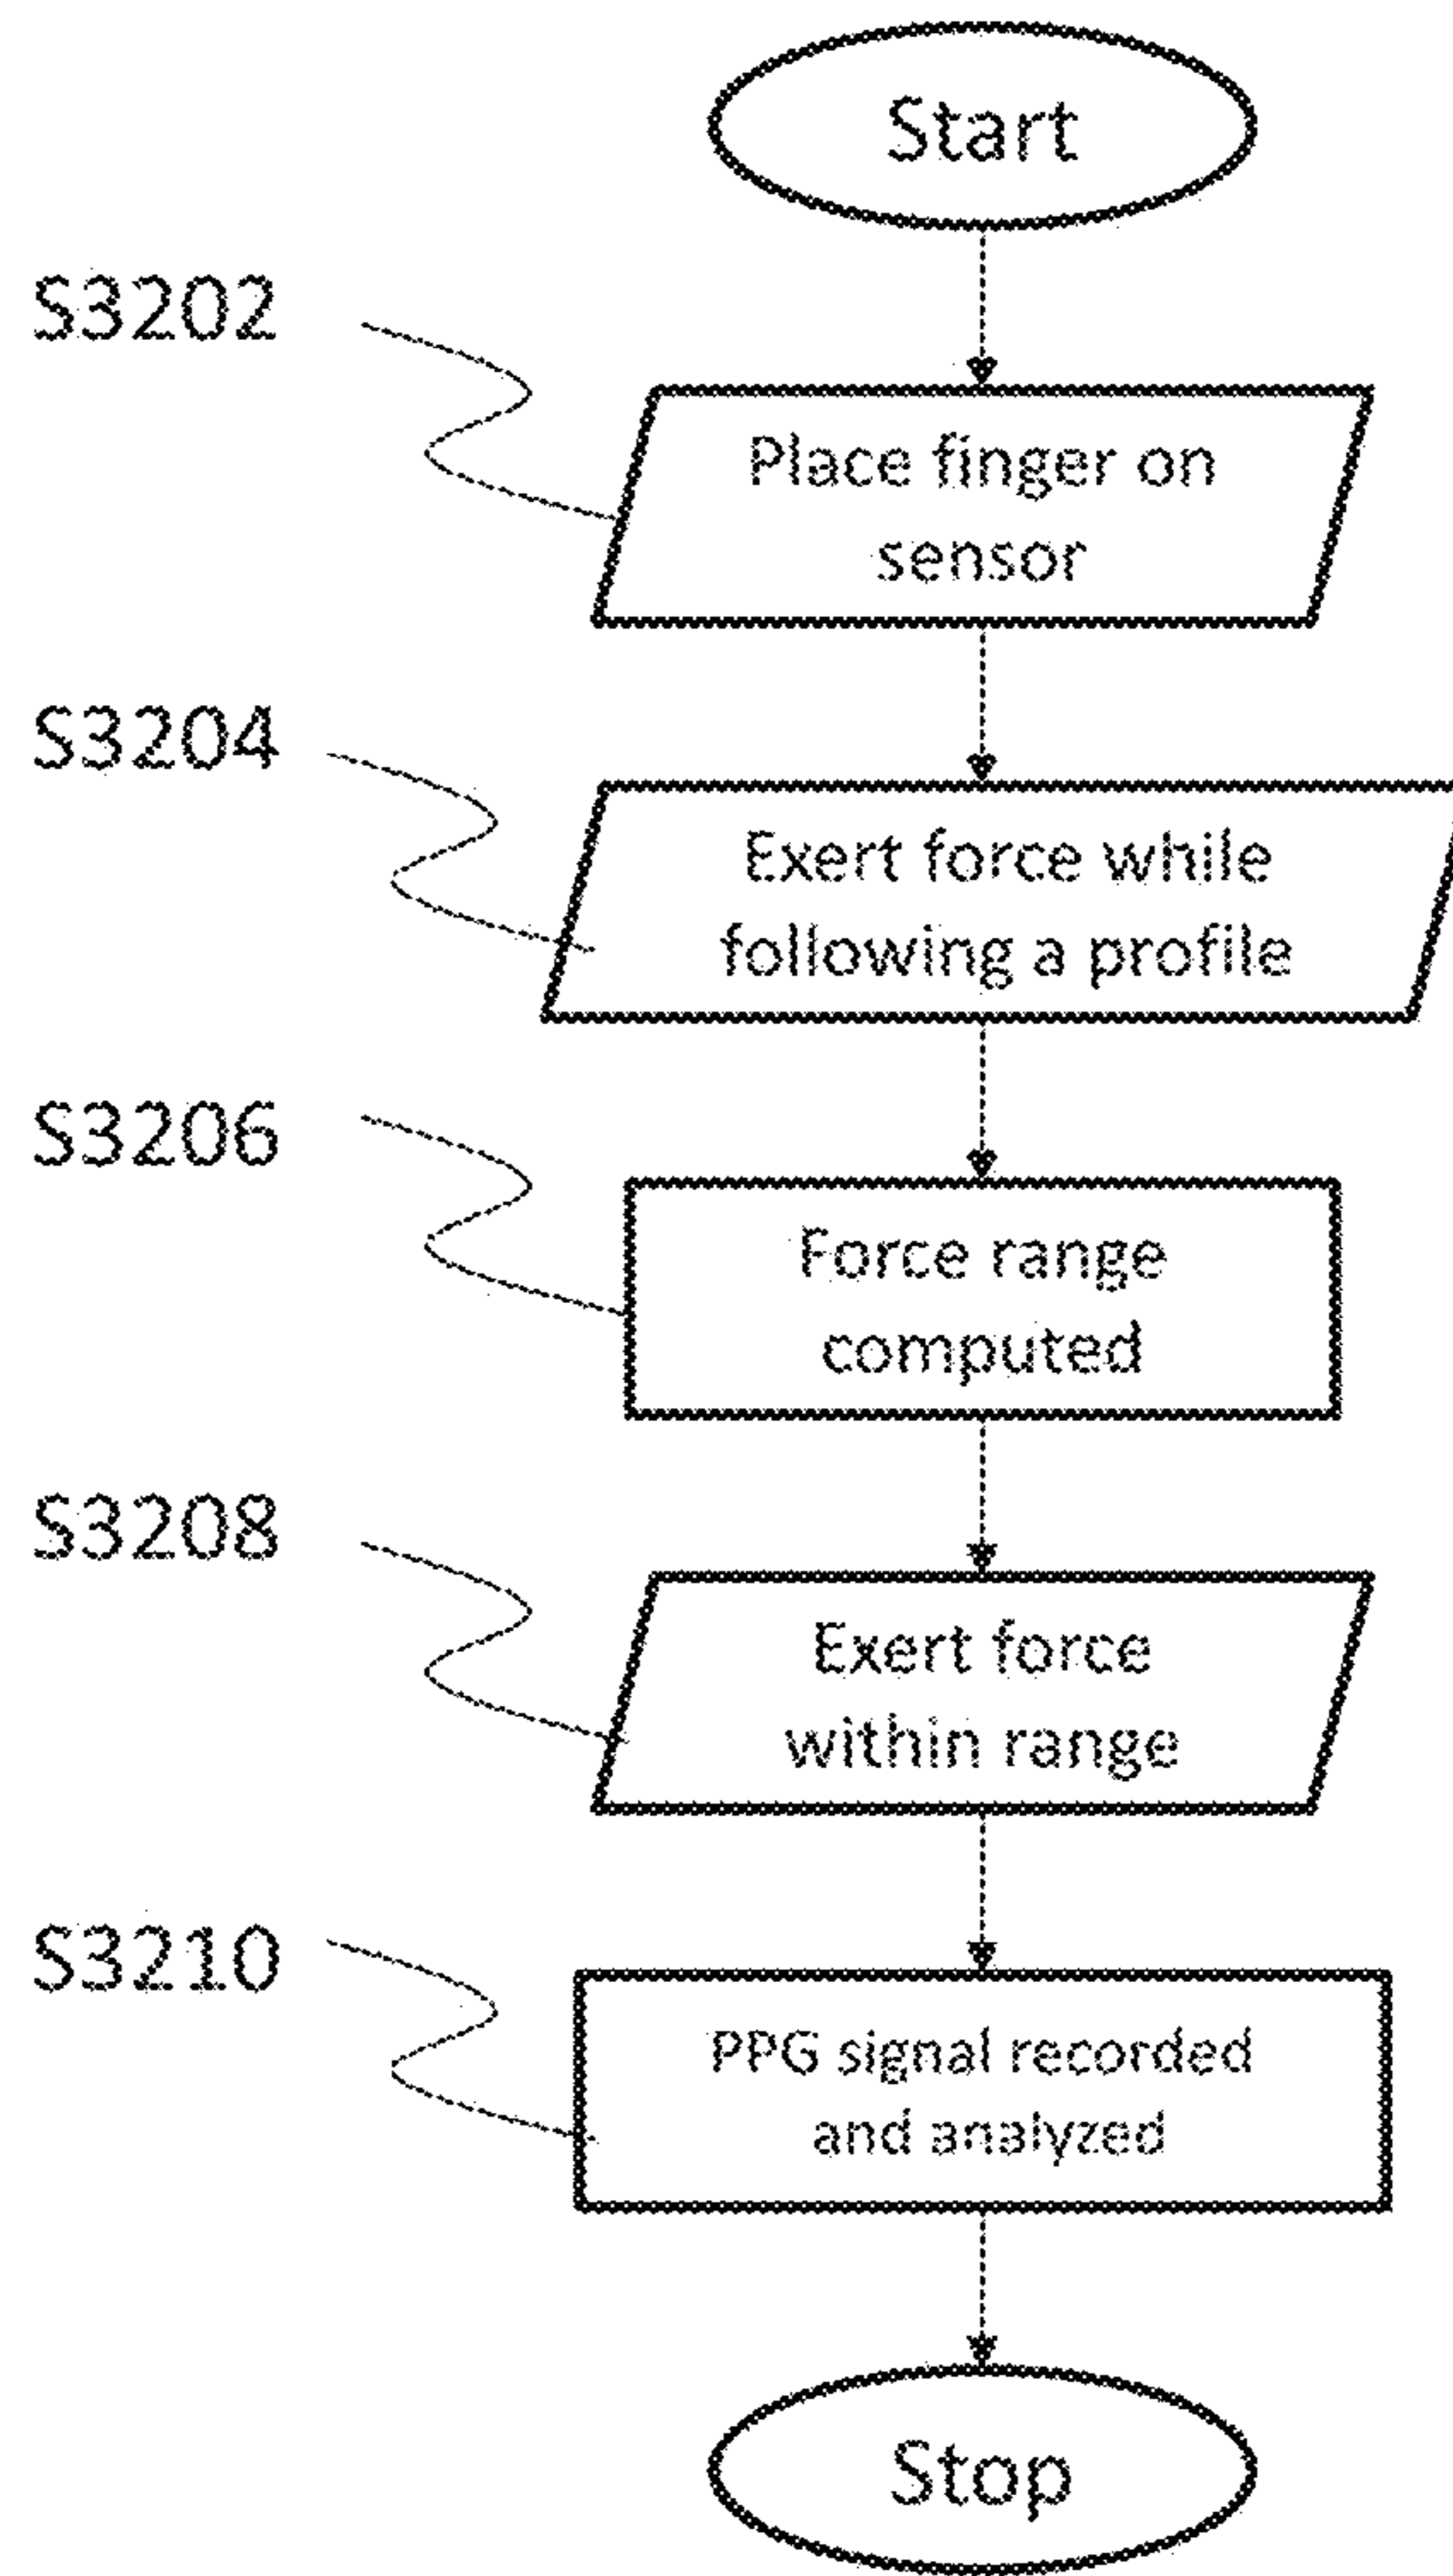 Start
S3202
Place finger on
sensor
S3204
Exert force while
following a profile
S3206
Force range
computed
S3208
Exert force
within range
S3210
PPG signal recorded
and analyzed
Stop